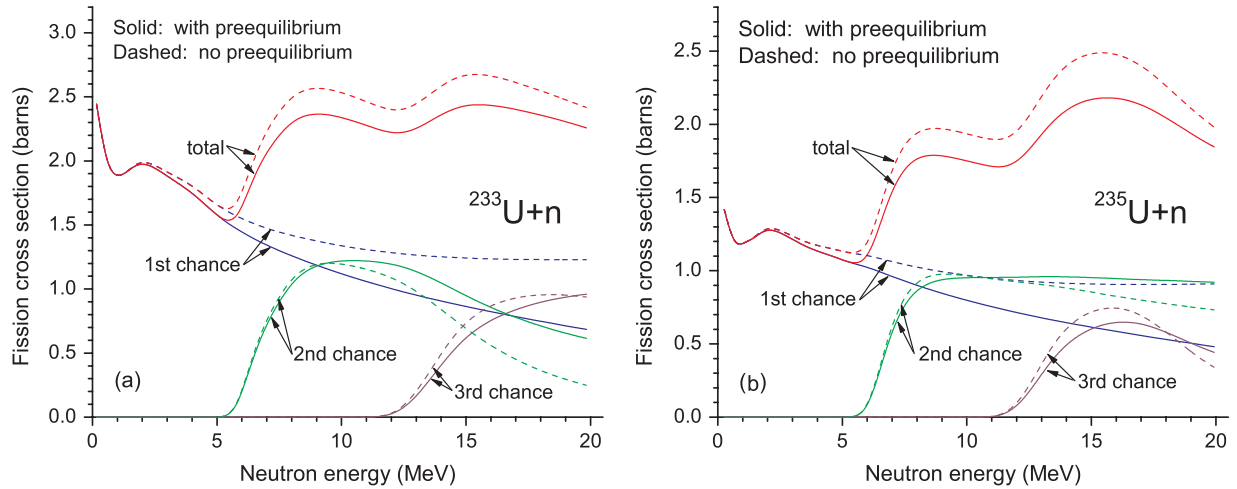 Solid: with preequilibrium
Dashed: no preequilibrium
Fission cross section (barns)
3.0
2.5
2.0
1.5
1.0
0.5
0.0
total
233U+n
1st chance
2nd chance
3rd chance
(a)
0 5 10 15 20
Neutron energy (MeV)
Solid: with preequilibrium
Dashed: no preequilibrium
Fission cross section (barns)
2.5
2.0
1.5
1.0
0.5
0.0
total
235U+n
1st chance
2nd chance
3rd chance
(b)
0 5 10 15 20
Neutron energy (MeV)